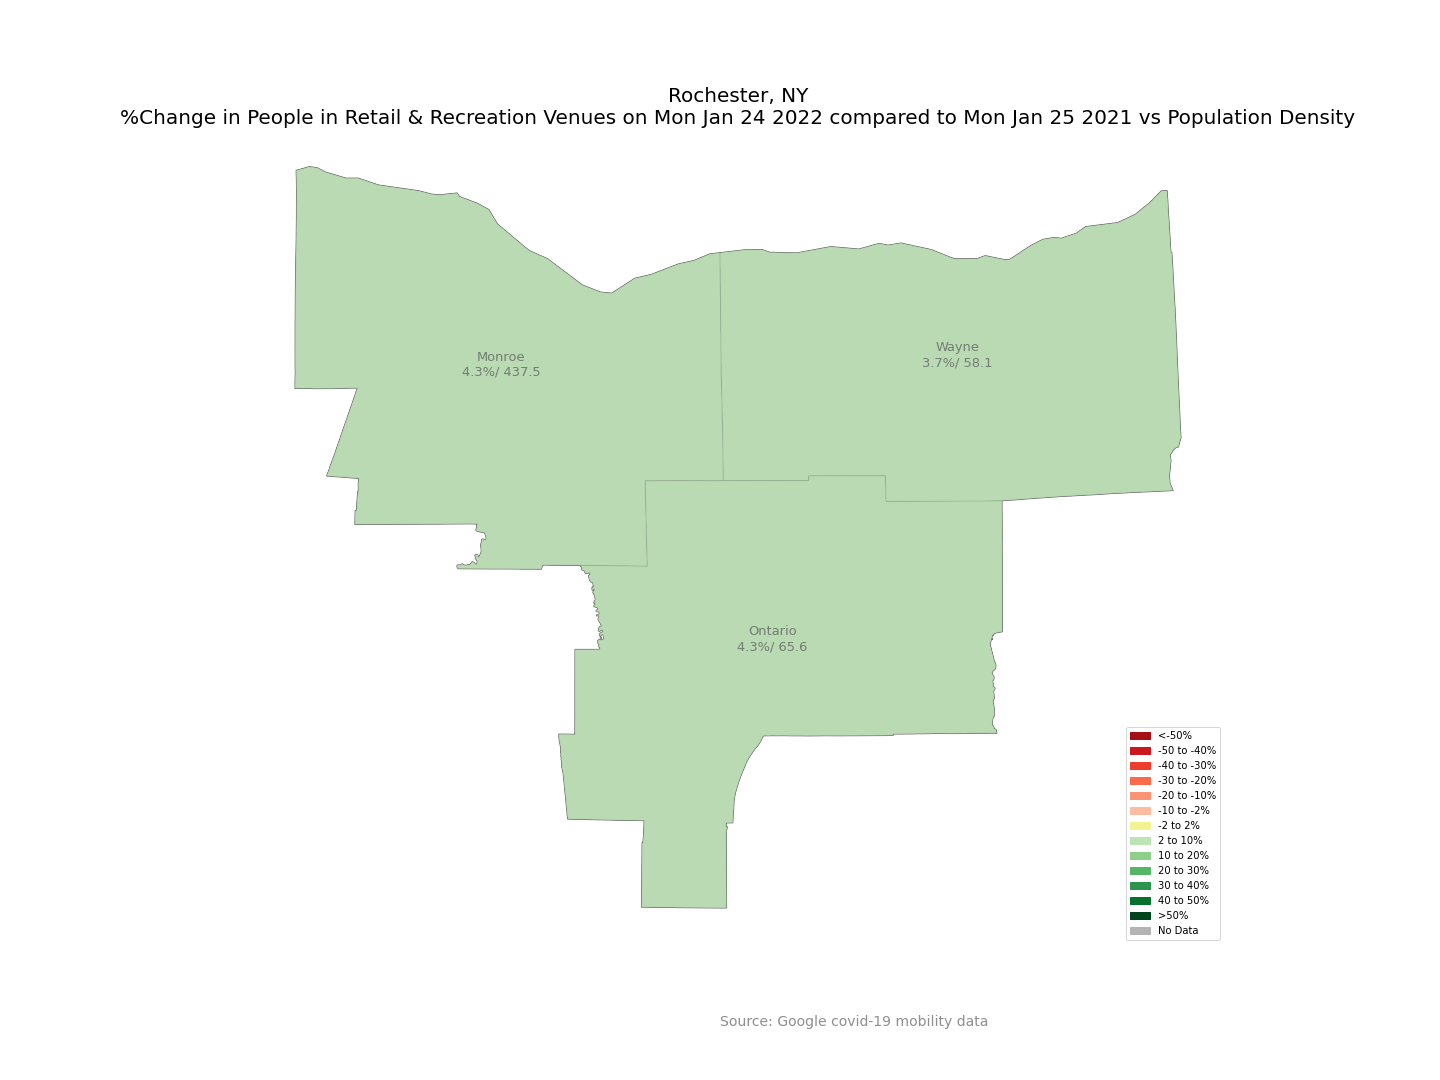 Rochester, NY
%Change in People in Retail & Recreation Venues on Mon Jan 24 2022 compared to Mon Jan 25 2021 vs Population Density
Wayne
3.7%/ 58.1
Monroe
4.3%/ 437.5
Ontario
4.3%/ 65.6
<-50%
-50 to -40%
-40 to -30%
-30 to -20%
-20 to -10%
-10 to -2%
-2 to 2%
2 to 10%
10 to 20%
20 to 30%
30 to 40%
40 to 50%
>50%
No Data
Source: Google covid-19 mobility data